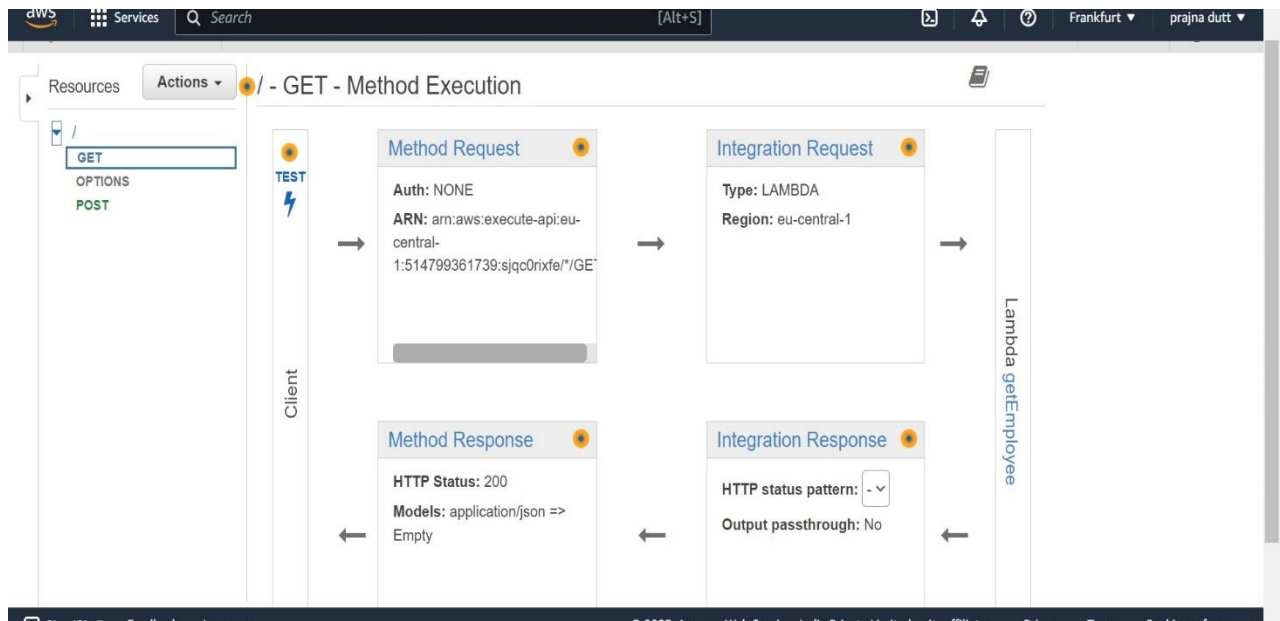 aws
Services
Search
[Alt+S]
Frankfurt ▼
prajna dutt ▼
Resources
Actions
/ - GET - Method Execution
/
GET
OPTIONS
POST
TEST
Client
Method Request
Auth: NONE
ARN: arn:aws:execute-api:eu-
central-
1:514799361739:sjqc0rixfe/*/GET
Integration Request
Type: LAMBDA
Region: eu-central-1
Lambda getEmployee
Method Response
HTTP Status: 200
Models: application/json =>
Empty
Integration Response
HTTP status pattern: -
Output passthrough: No